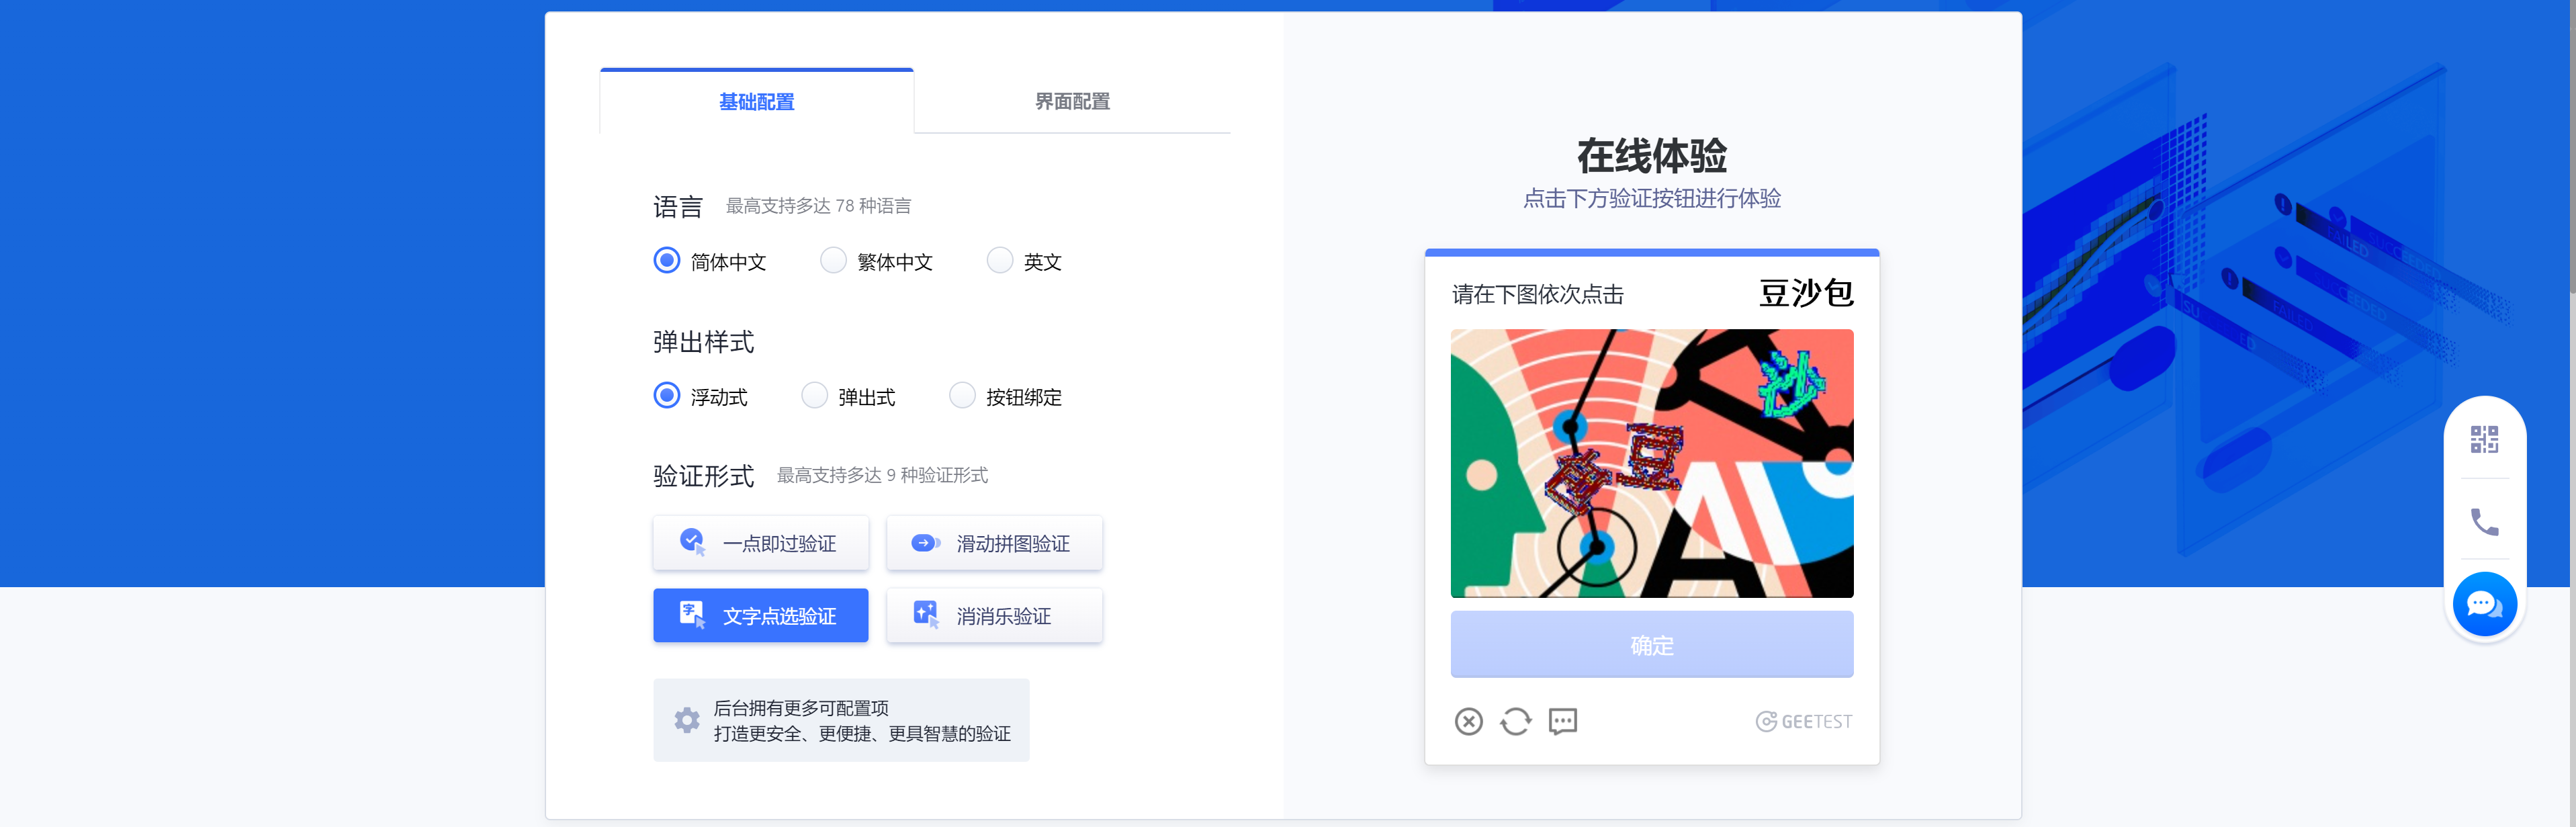 基础配置
界面配置
语言 最高支持多达 78 种语言
简体中文 繁体中文 英文
弹出样式
浮动式 弹出式 按钮绑定
验证形式 最高支持多达 9 种验证形式
一点即过验证 滑动拼图验证
字 文字点选验证 消消乐验证
后台拥有更多可配置项
打造更安全、更便捷、更具智慧的验证
在线体验
点击下方验证按钮进行体验
请在下图依次点击 豆沙包
沙
豆
包
确定
GEETEST
FAILED
SUCCEEDED
FAILED